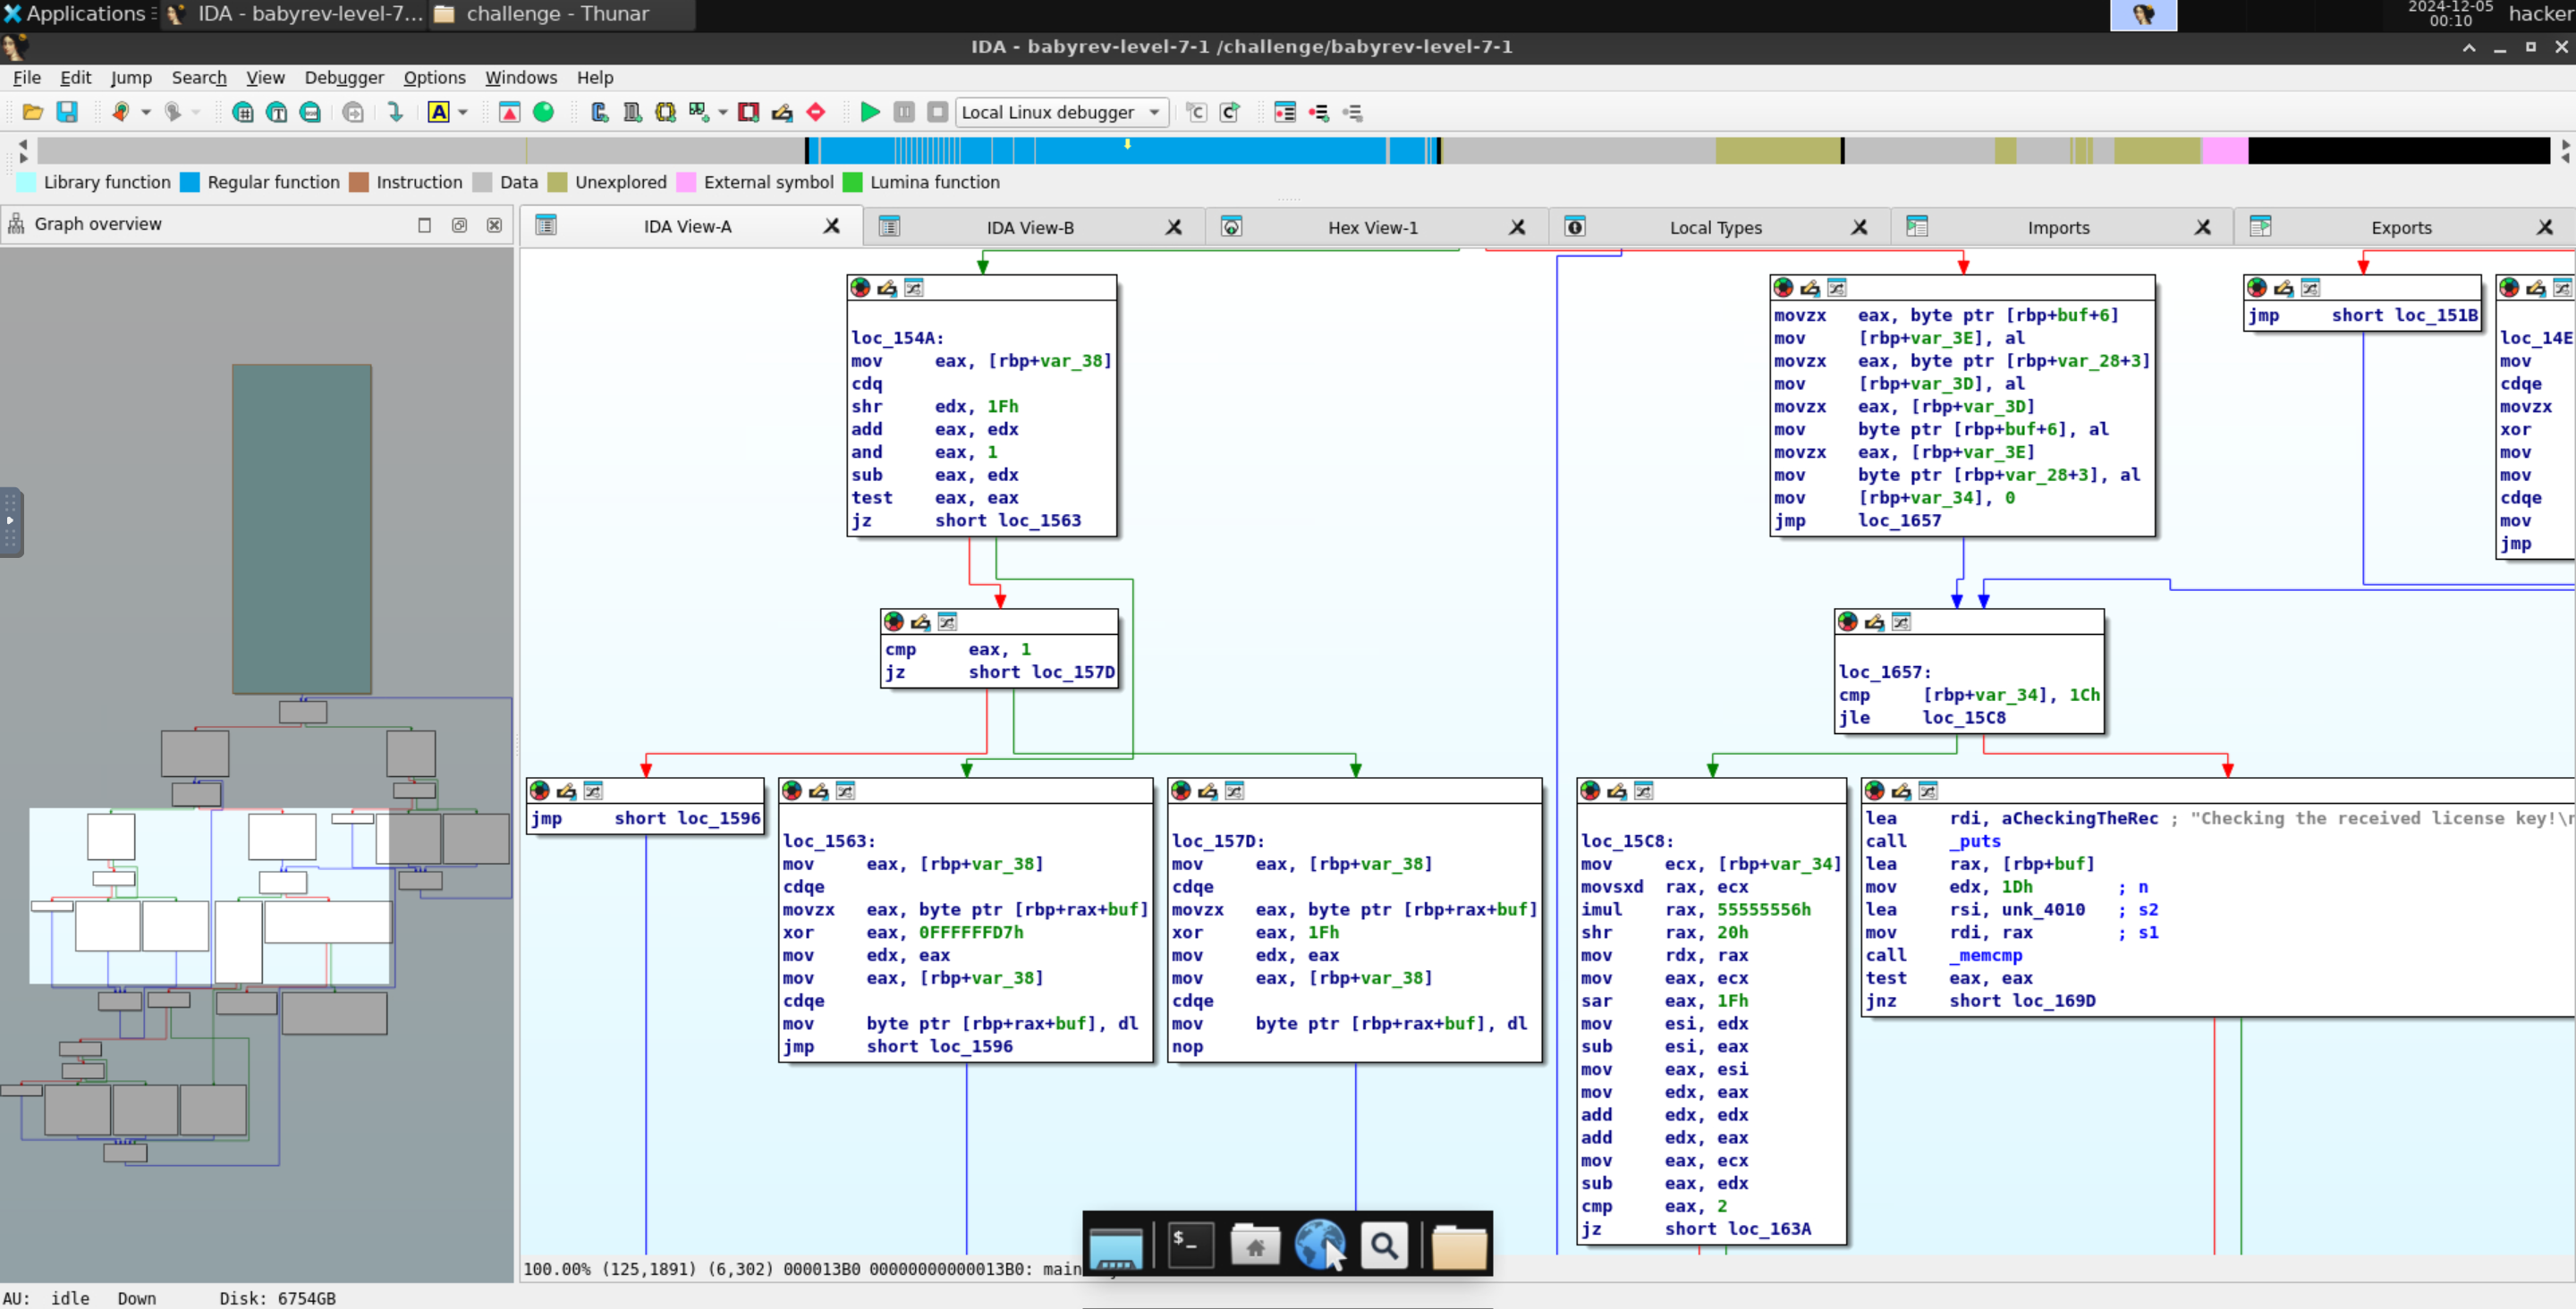 Applications
IDA - babyrev-level-7...
challenge - Thunar
2024-12-05
00:10
hacker
IDA - babyrev-level-7-1 /challenge/babyrev-level-7-1
File Edit Jump Search View Debugger Options Windows Help
Local Linux debugger
Library function Regular function Instruction Data Unexplored External symbol Lumina function
Graph overview
IDA View-A
IDA View-B
Hex View-1
Local Types
Imports
Exports
loc_154A:
mov eax, [rbp+var_38]
cdq
shr edx, 1Fh
add eax, edx
and eax, 1
sub eax, edx
test eax, eax
jz short loc_1563
movzx eax, byte ptr [rbp+buf+6]
mov [rbp+var_3E], al
movzx eax, byte ptr [rbp+var_28+3]
mov [rbp+var_3D], al
movzx eax, [rbp+var_3D]
mov byte ptr [rbp+buf+6], al
movzx eax, [rbp+var_3E]
mov byte ptr [rbp+var_28+3], al
mov [rbp+var_34], 0
jmp loc_1657
jmp short loc_151B
loc_14E
mov
cdqe
movzx
xor
mov
mov
cdqe
mov
jmp
cmp eax, 1
jz short loc_157D
loc_1657:
cmp [rbp+var_34], 1Ch
jle loc_15C8
jmp short loc_1596
loc_1563:
mov eax, [rbp+var_38]
cdqe
movzx eax, byte ptr [rbp+rax+buf]
xor eax, 0FFFFFFD7h
mov edx, eax
mov eax, [rbp+var_38]
cdqe
mov byte ptr [rbp+rax+buf], dl
jmp short loc_1596
loc_157D:
mov eax, [rbp+var_38]
cdqe
movzx eax, byte ptr [rbp+rax+buf]
xor eax, 1Fh
mov edx, eax
mov eax, [rbp+var_38]
cdqe
mov byte ptr [rbp+rax+buf], dl
nop
loc_15C8:
mov ecx, [rbp+var_34]
movsxd rax, ecx
imul rax, 55555556h
shr rax, 20h
mov rdx, rax
mov eax, ecx
sar eax, 1Fh
mov esi, edx
sub esi, eax
mov eax, esi
mov edx, eax
add edx, edx
add edx, eax
mov eax, ecx
sub eax, edx
cmp eax, 2
jz short loc_163A
lea rdi, aCheckingTheRec ; "Checking the received license key!\n
call _puts
lea rax, [rbp+buf]
mov edx, 1Dh ; n
lea rsi, unk_4010 ; s2
mov rdi, rax ; s1
call _memcmp
test eax, eax
jnz short loc_169D
$_
100.00% (125,1891) (6,302) 000013B0 00000000000013B0: main
AU: idle Down Disk: 6754GB